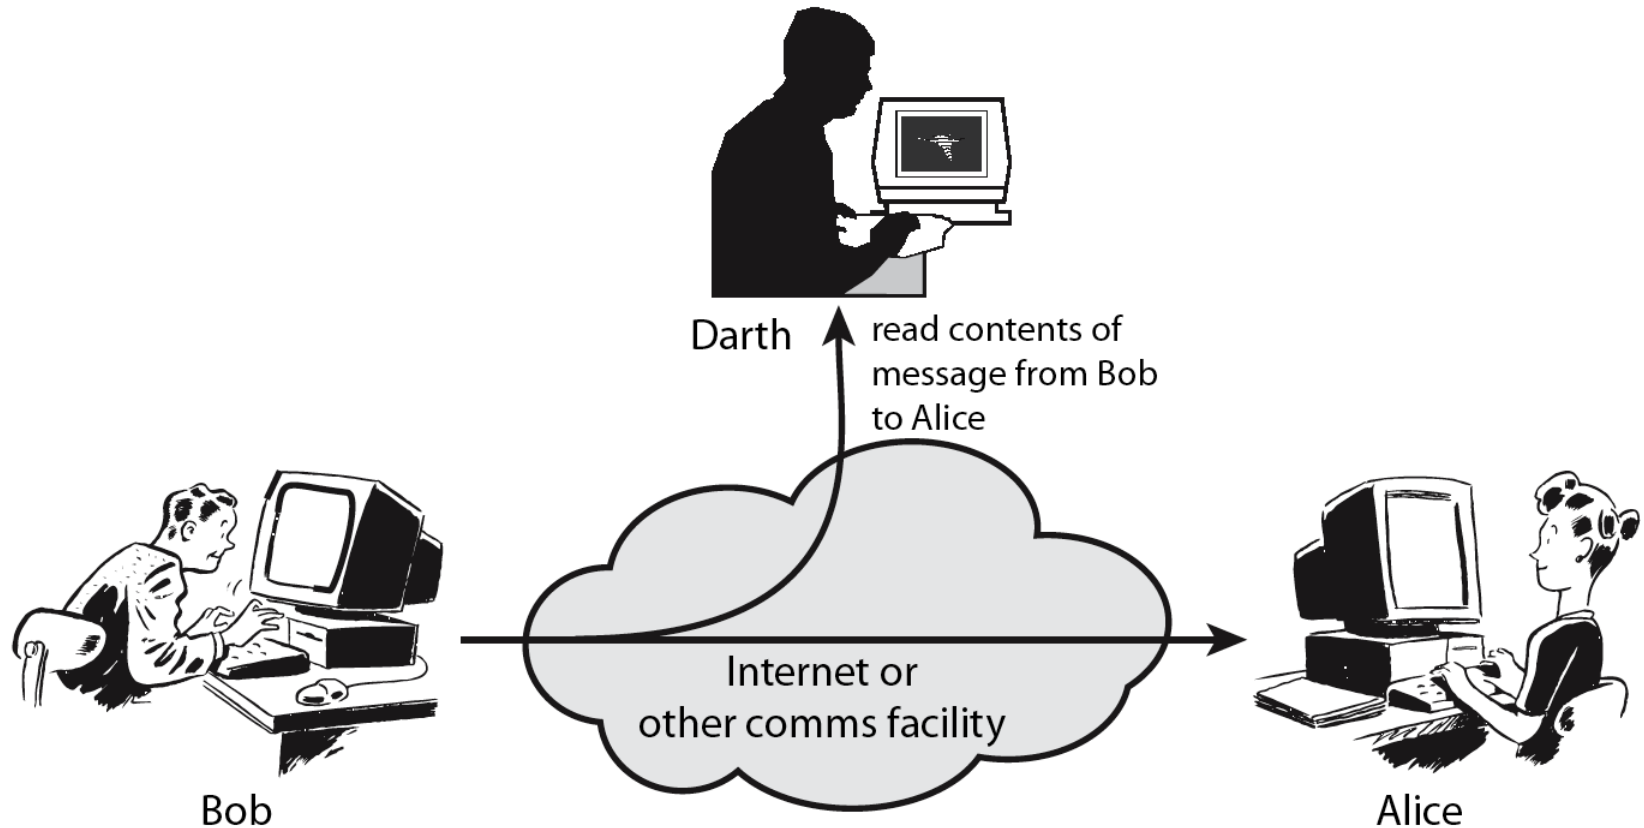 Darth
read contents of
message from Bob
to Alice
Internet or
other comms facility
Bob
Alice